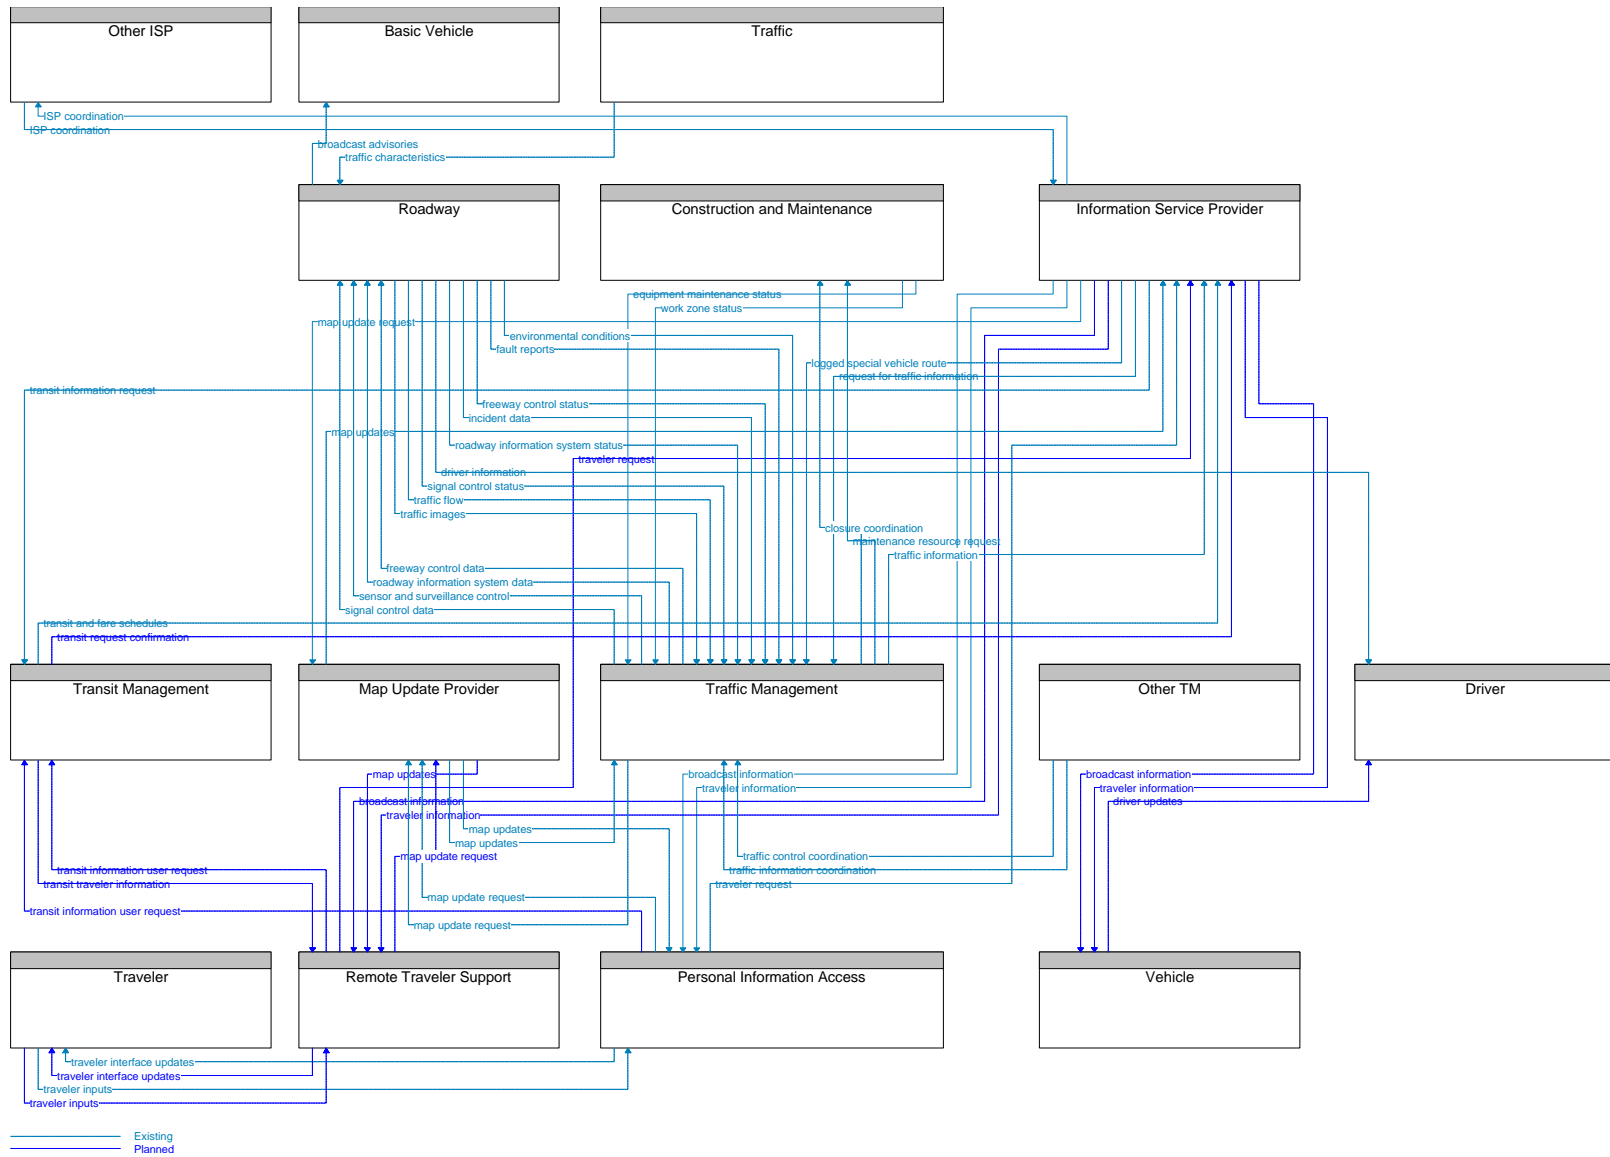 Other ISP
Basic Vehicle
Traffic
ISP coordination
ISP coordination
broadcast advisories
traffic characteristics
Roadway
Construction and Maintenance
Information Service Provider
equipment maintenance status
work zone status
map update request
environmental conditions
fault reports
logged special vehicle route
request for traffic information
transit information request
freeway control status
incident data
map updates
roadway information system status
traveler request
driver information
signal control status
traffic flow
traffic images
closure coordination
maintenance resource request
traffic information
freeway control data
roadway information system data
sensor and surveillance control
signal control data
transit and fare schedules
transit request confirmation
Transit Management
Map Update Provider
Traffic Management
Other TM
Driver
map updates
broadcast information
broadcast information
traveler information
traveler information
broadcast information
driver updates
traveler information
map updates
map updates
map update request
traffic control coordination
transit information user request
traffic information coordination
transit traveler information
traveler request
map update request
transit information user request
map update request
Traveler
Remote Traveler Support
Personal Information Access
Vehicle
traveler interface updates
traveler interface updates
traveler inputs
traveler inputs
Existing
Planned